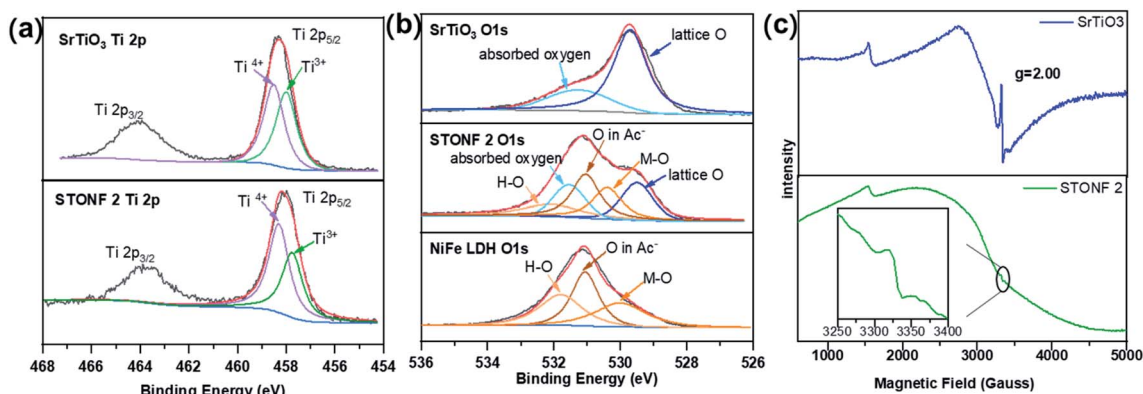 (a)
SrTiO₃ Ti 2p
Ti 2p₅/₂
Ti ⁴⁺
Ti³⁺
Ti 2p₃/₂
STONF 2 Ti 2p
Ti 2p₅/₂
Ti ⁴⁺
Ti³⁺
Ti 2p₃/₂
468 466 464 462 460 458 456 454
Binding Energy (eV)
(b)
SrTiO₃ O1s
absorbed oxygen
lattice O
STONF 2 O1s
absorbed oxygen
O in Ac⁻
M-O
H-O
lattice O
NiFe LDH O1s
O in Ac⁻
H-O
M-O
536 534 532 530 528 526
Binding Energy (eV)
(c)
SrTiO3
g=2.00
intensity
STONF 2
3250 3300 3350 3400
1000 2000 3000 4000 5000
Magnetic Field (Gauss)